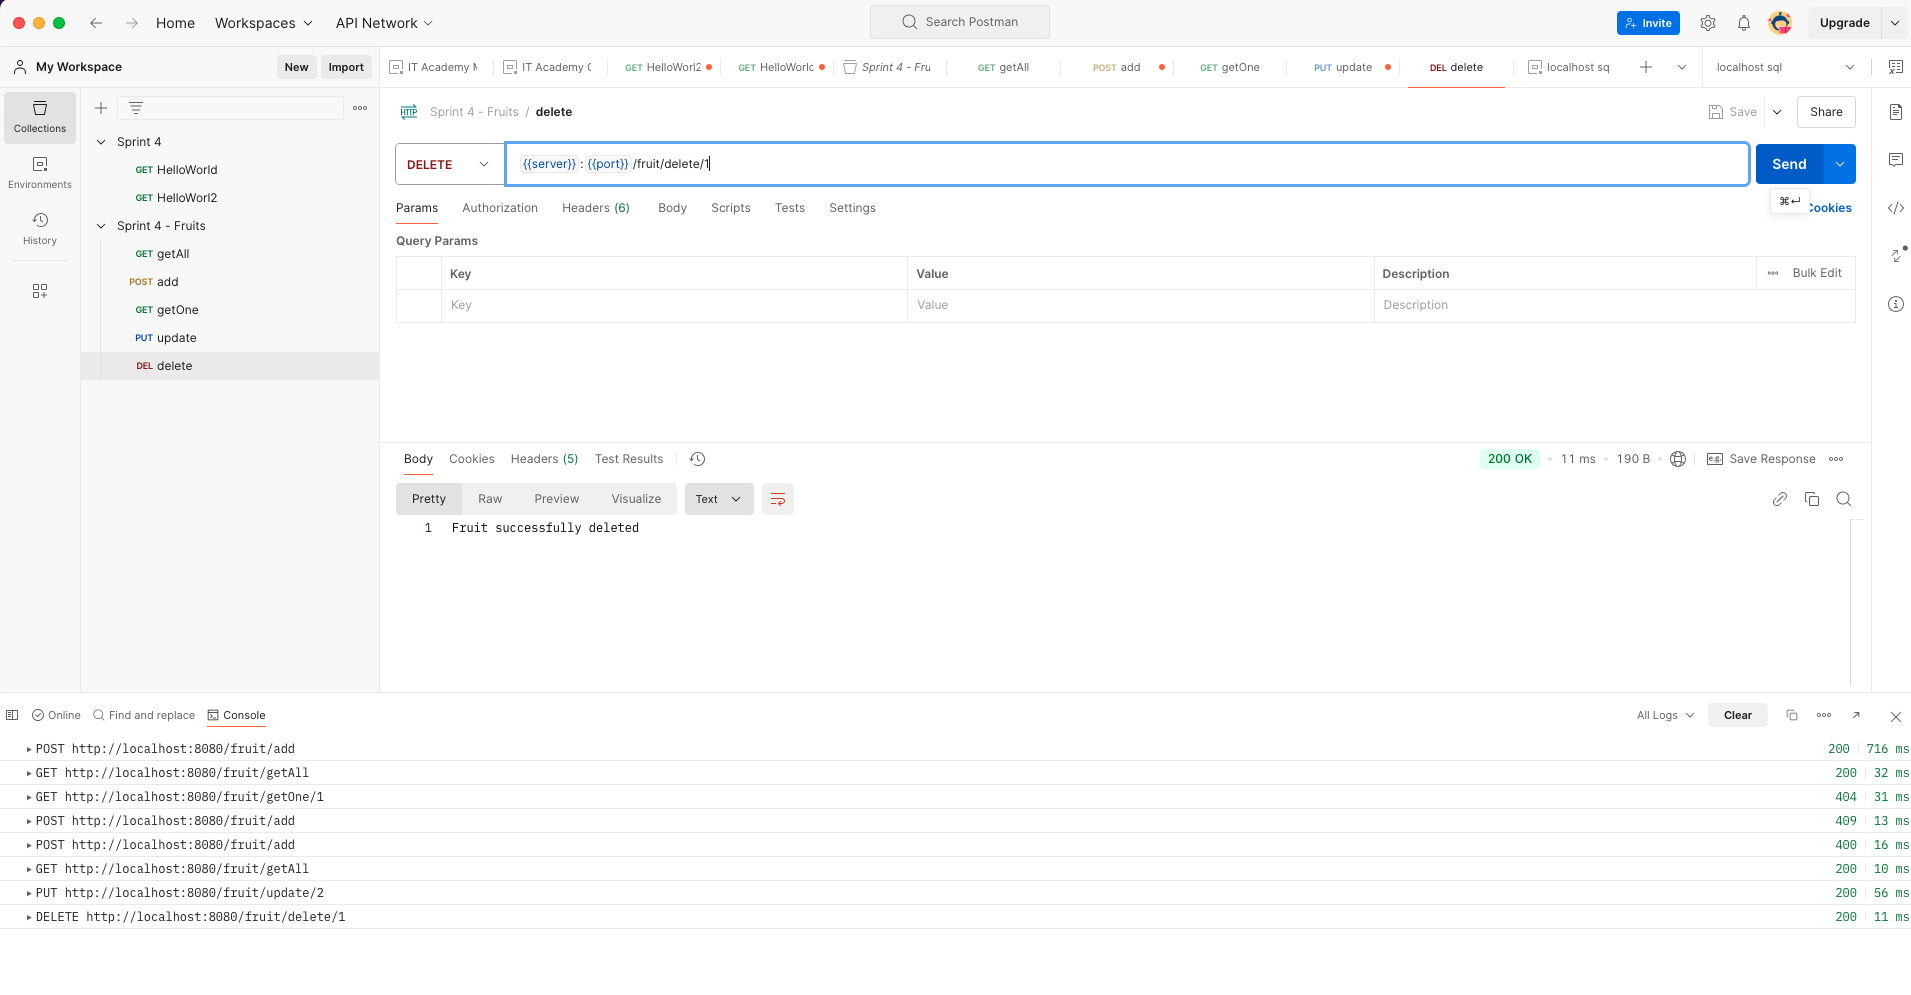 Home Workspaces API Network Search Postman Invite Upgrade
My Workspace New Import IT Academy GET HelloWorl2 GET HelloWorl Sprint 4 - Fru GET getAll POST add GET getOne PUT update DEL delete localhost sq localhost sql
Collections
Environments
History
Sprint 4
GET HelloWorld
GET HelloWorl2
Sprint 4 - Fruits
GET getAll
POST add
GET getOne
PUT update
DEL delete
HTTP Sprint 4 - Fruits / delete Save Share
DELETE {{server}} : {{port}} /fruit/delete/1 Send
⌘↵
Params Authorization Headers (6) Body Scripts Tests Settings Cookies
Query Params
Key Value Description ••• Bulk Edit
Key Value Description
Body Cookies Headers (5) Test Results 200 OK • 11 ms • 190 B • e.g. Save Response •••
Pretty Raw Preview Visualize Text
1 Fruit successfully deleted
Online Find and replace Console All Logs Clear
POST http://localhost:8080/fruit/add 200 716 ms
GET http://localhost:8080/fruit/getAll 200 32 ms
GET http://localhost:8080/fruit/getOne/1 404 31 ms
POST http://localhost:8080/fruit/add 409 13 ms
POST http://localhost:8080/fruit/add 400 16 ms
GET http://localhost:8080/fruit/getAll 200 10 ms
PUT http://localhost:8080/fruit/update/2 200 56 ms
DELETE http://localhost:8080/fruit/delete/1 200 11 ms